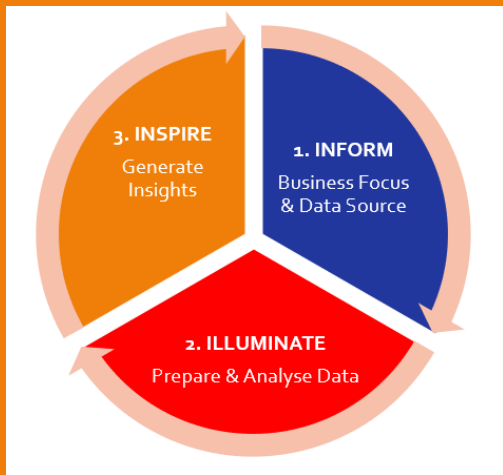 1. INFORM
Business Focus
& Data Source
2. ILLUMINATE
Prepare & Analyse Data
3. INSPIRE
Generate
Insights